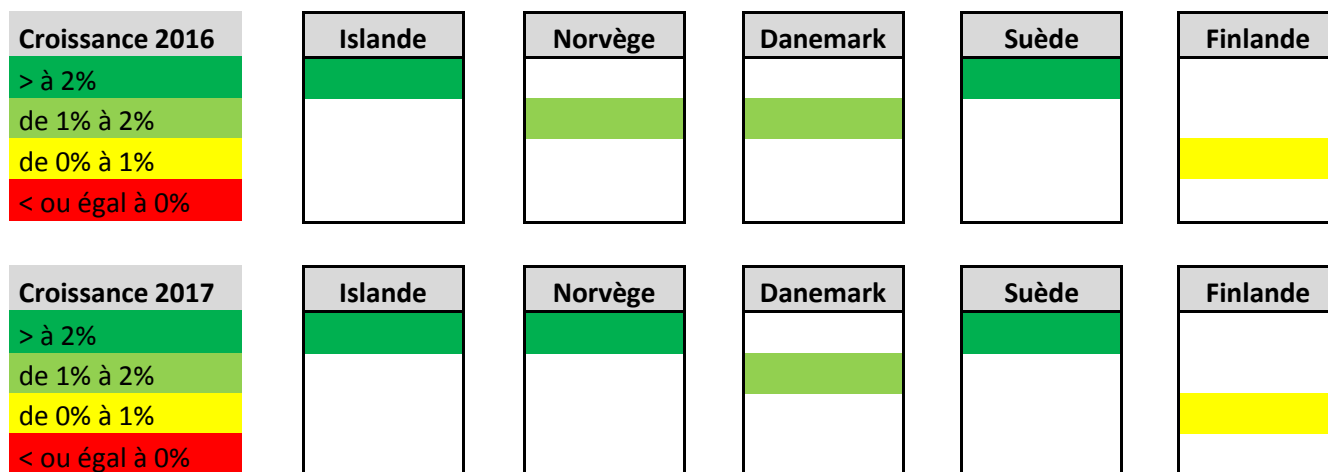 Croissance 2016 Islande Norvège Danemark Suède Finlande
> à 2%
de 1% à 2%
de 0% à 1%
< ou égal à 0%
Croissance 2017 Islande Norvège Danemark Suède Finlande
> à 2%
de 1% à 2%
de 0% à 1%
< ou égal à 0%